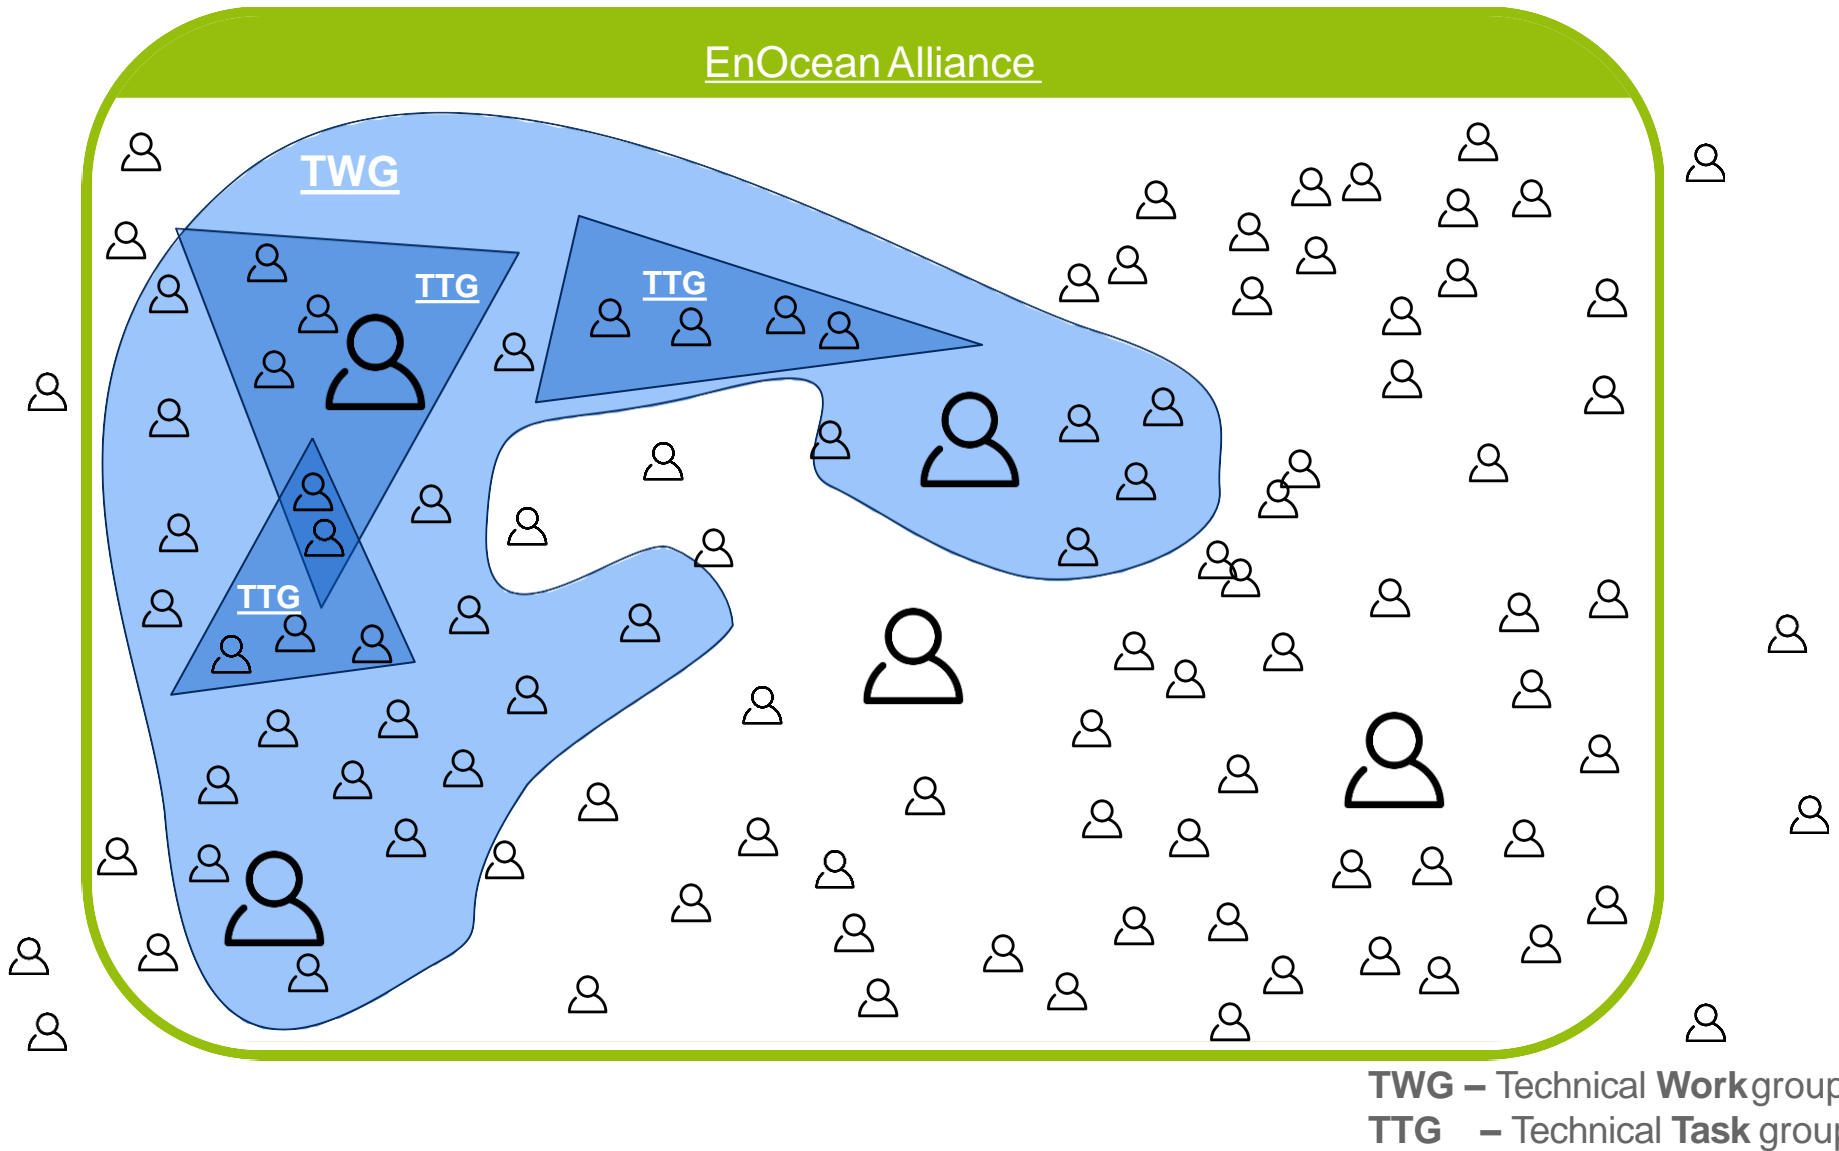 EnOcean Alliance
TWG
TTG
TTG
TTG
TWG – Technical Workgroup
TTG – Technical Task group